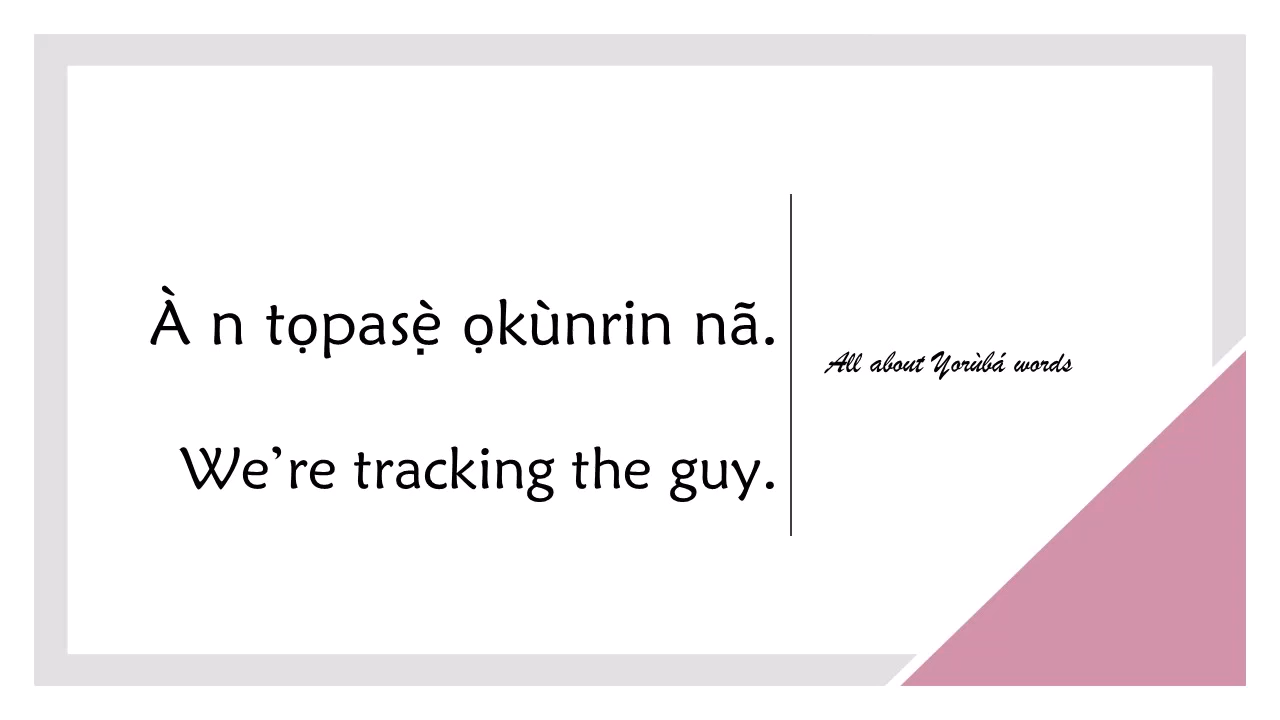 À n tọpasẹ̀ ọkùnrin nã.
We’re tracking the guy.
All about Yorùbá words